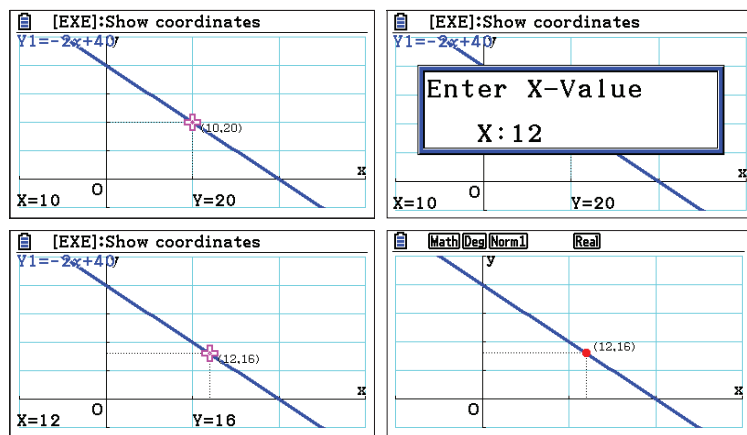 [EXE]:Show coordinates
Y1=-2x+40
y
(10,20)
x
O
X=10 Y=20
[EXE]:Show coordinates
Y1=-2x+40
y
Enter X-Value
X:12
x
O
X=10 Y=20
[EXE]:Show coordinates
Y1=-2x+40
y
(12,16)
x
O
X=12 Y=16
Math Deg Norm1 Real
y
(12,16)
x
O